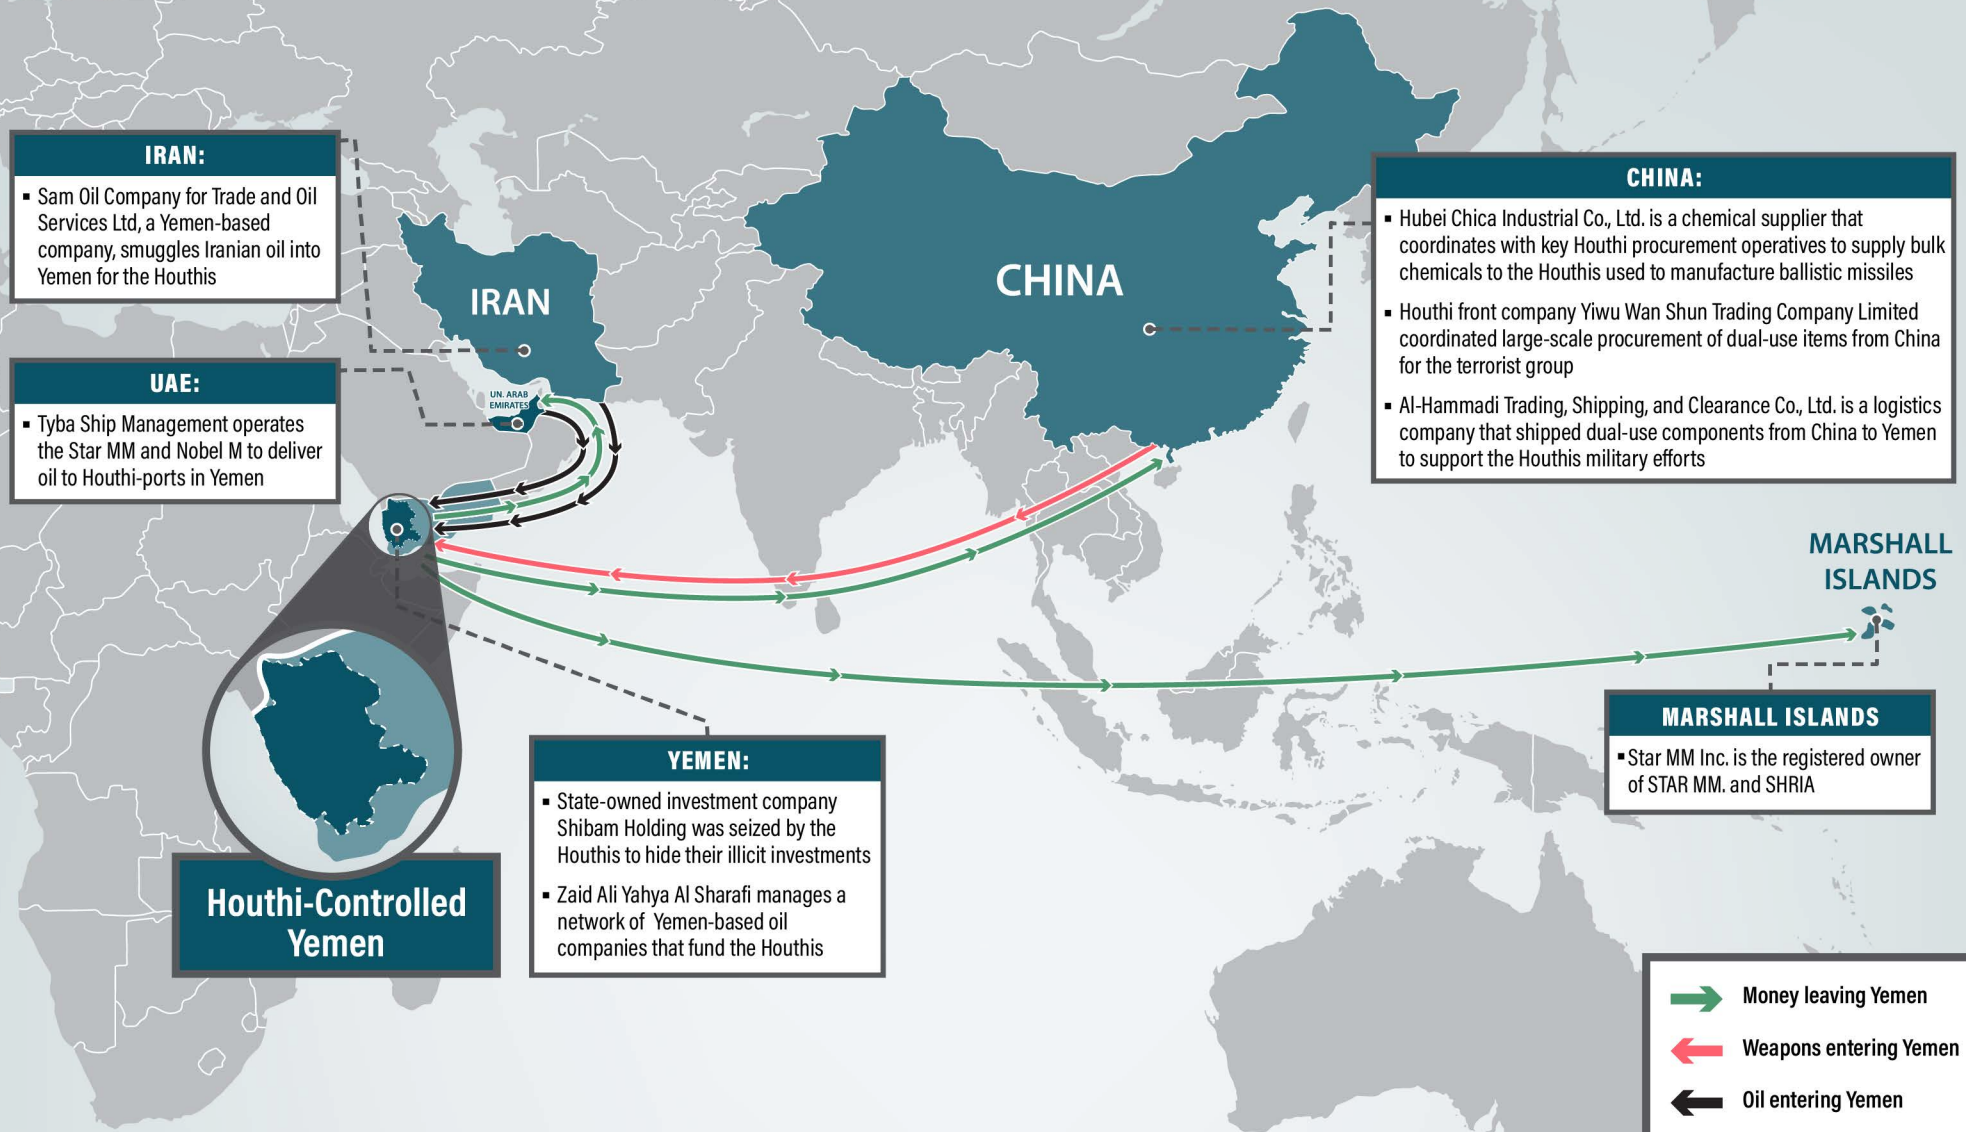 IRAN:
▪ Sam Oil Company for Trade and Oil
Services Ltd, a Yemen-based
company, smuggles Iranian oil into
Yemen for the Houthis
UAE:
▪ Tyba Ship Management operates
the Star MM and Nobel M to deliver
oil to Houthi-ports in Yemen
IRAN
UN. ARAB
EMIRATES
CHINA
CHINA:
▪ Hubei Chica Industrial Co., Ltd. is a chemical supplier that
coordinates with key Houthi procurement operatives to supply bulk
chemicals to the Houthis used to manufacture ballistic missiles
▪ Houthi front company Yiwu Wan Shun Trading Company Limited
coordinated large-scale procurement of dual-use items from China
for the terrorist group
▪ Al-Hammadi Trading, Shipping, and Clearance Co., Ltd. is a logistics
company that shipped dual-use components from China to Yemen
to support the Houthis military efforts
MARSHALL
ISLANDS
MARSHALL ISLANDS
▪ Star MM Inc. is the registered owner
of STAR MM. and SHRIA
YEMEN:
▪ State-owned investment company
Shibam Holding was seized by the
Houthis to hide their illicit investments
▪ Zaid Ali Yahya Al Sharafi manages a
network of Yemen-based oil
companies that fund the Houthis
Houthi-Controlled
Yemen
Money leaving Yemen
Weapons entering Yemen
Oil entering Yemen